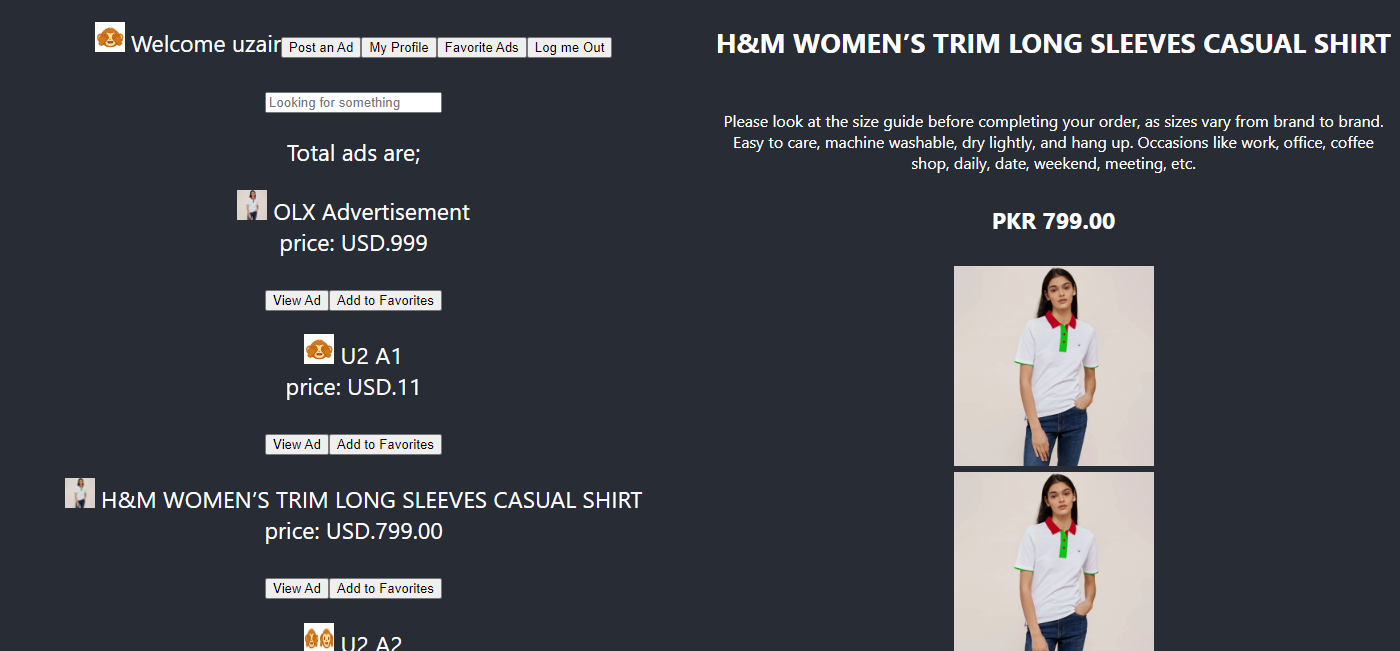 Welcome uzair Post an Ad My Profile Favorite Ads Log me Out
Looking for something
Total ads are;
OLX Advertisement
price: USD.999
View Ad Add to Favorites
U2 A1
price: USD.11
View Ad Add to Favorites
H&M WOMEN’S TRIM LONG SLEEVES CASUAL SHIRT
price: USD.799.00
View Ad Add to Favorites
U2 A2
H&M WOMEN’S TRIM LONG SLEEVES CASUAL SHIRT
Please look at the size guide before completing your order, as sizes vary from brand to brand.
Easy to care, machine washable, dry lightly, and hang up. Occasions like work, office, coffee
shop, daily, date, weekend, meeting, etc.
PKR 799.00